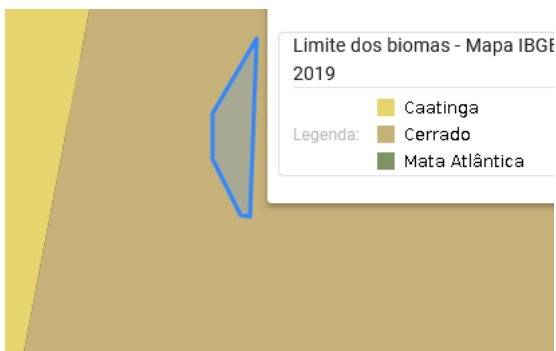 Limite dos biomas - Mapa IBGE
2019
Caatinga
Legenda: Cerrado
Mata Atlântica